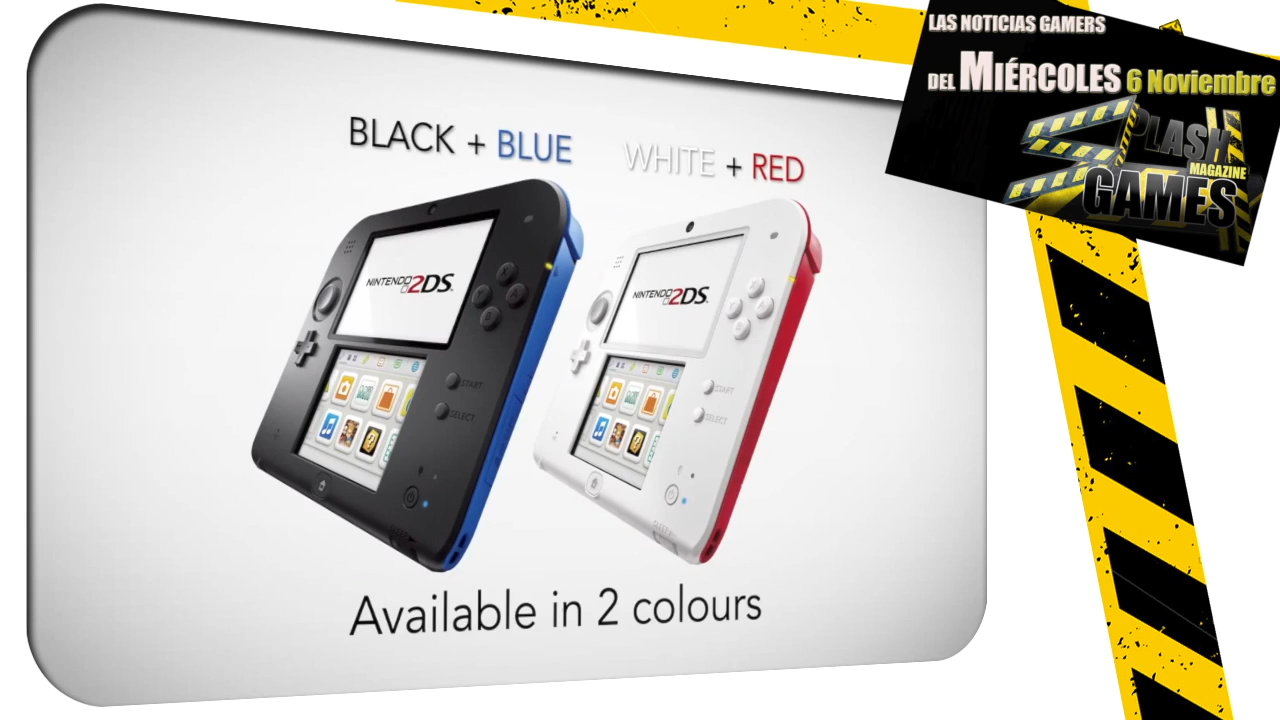 LAS NOTICIAS GAMERS
DEL MIÉRCOLES 6 Noviembre
PLASH
MAGAZINE
GAMES
BLACK + BLUE
WHITE + RED
NINTENDO 2DS
NINTENDO 2DS
START
SELECT
START
SELECT
Available in 2 colours